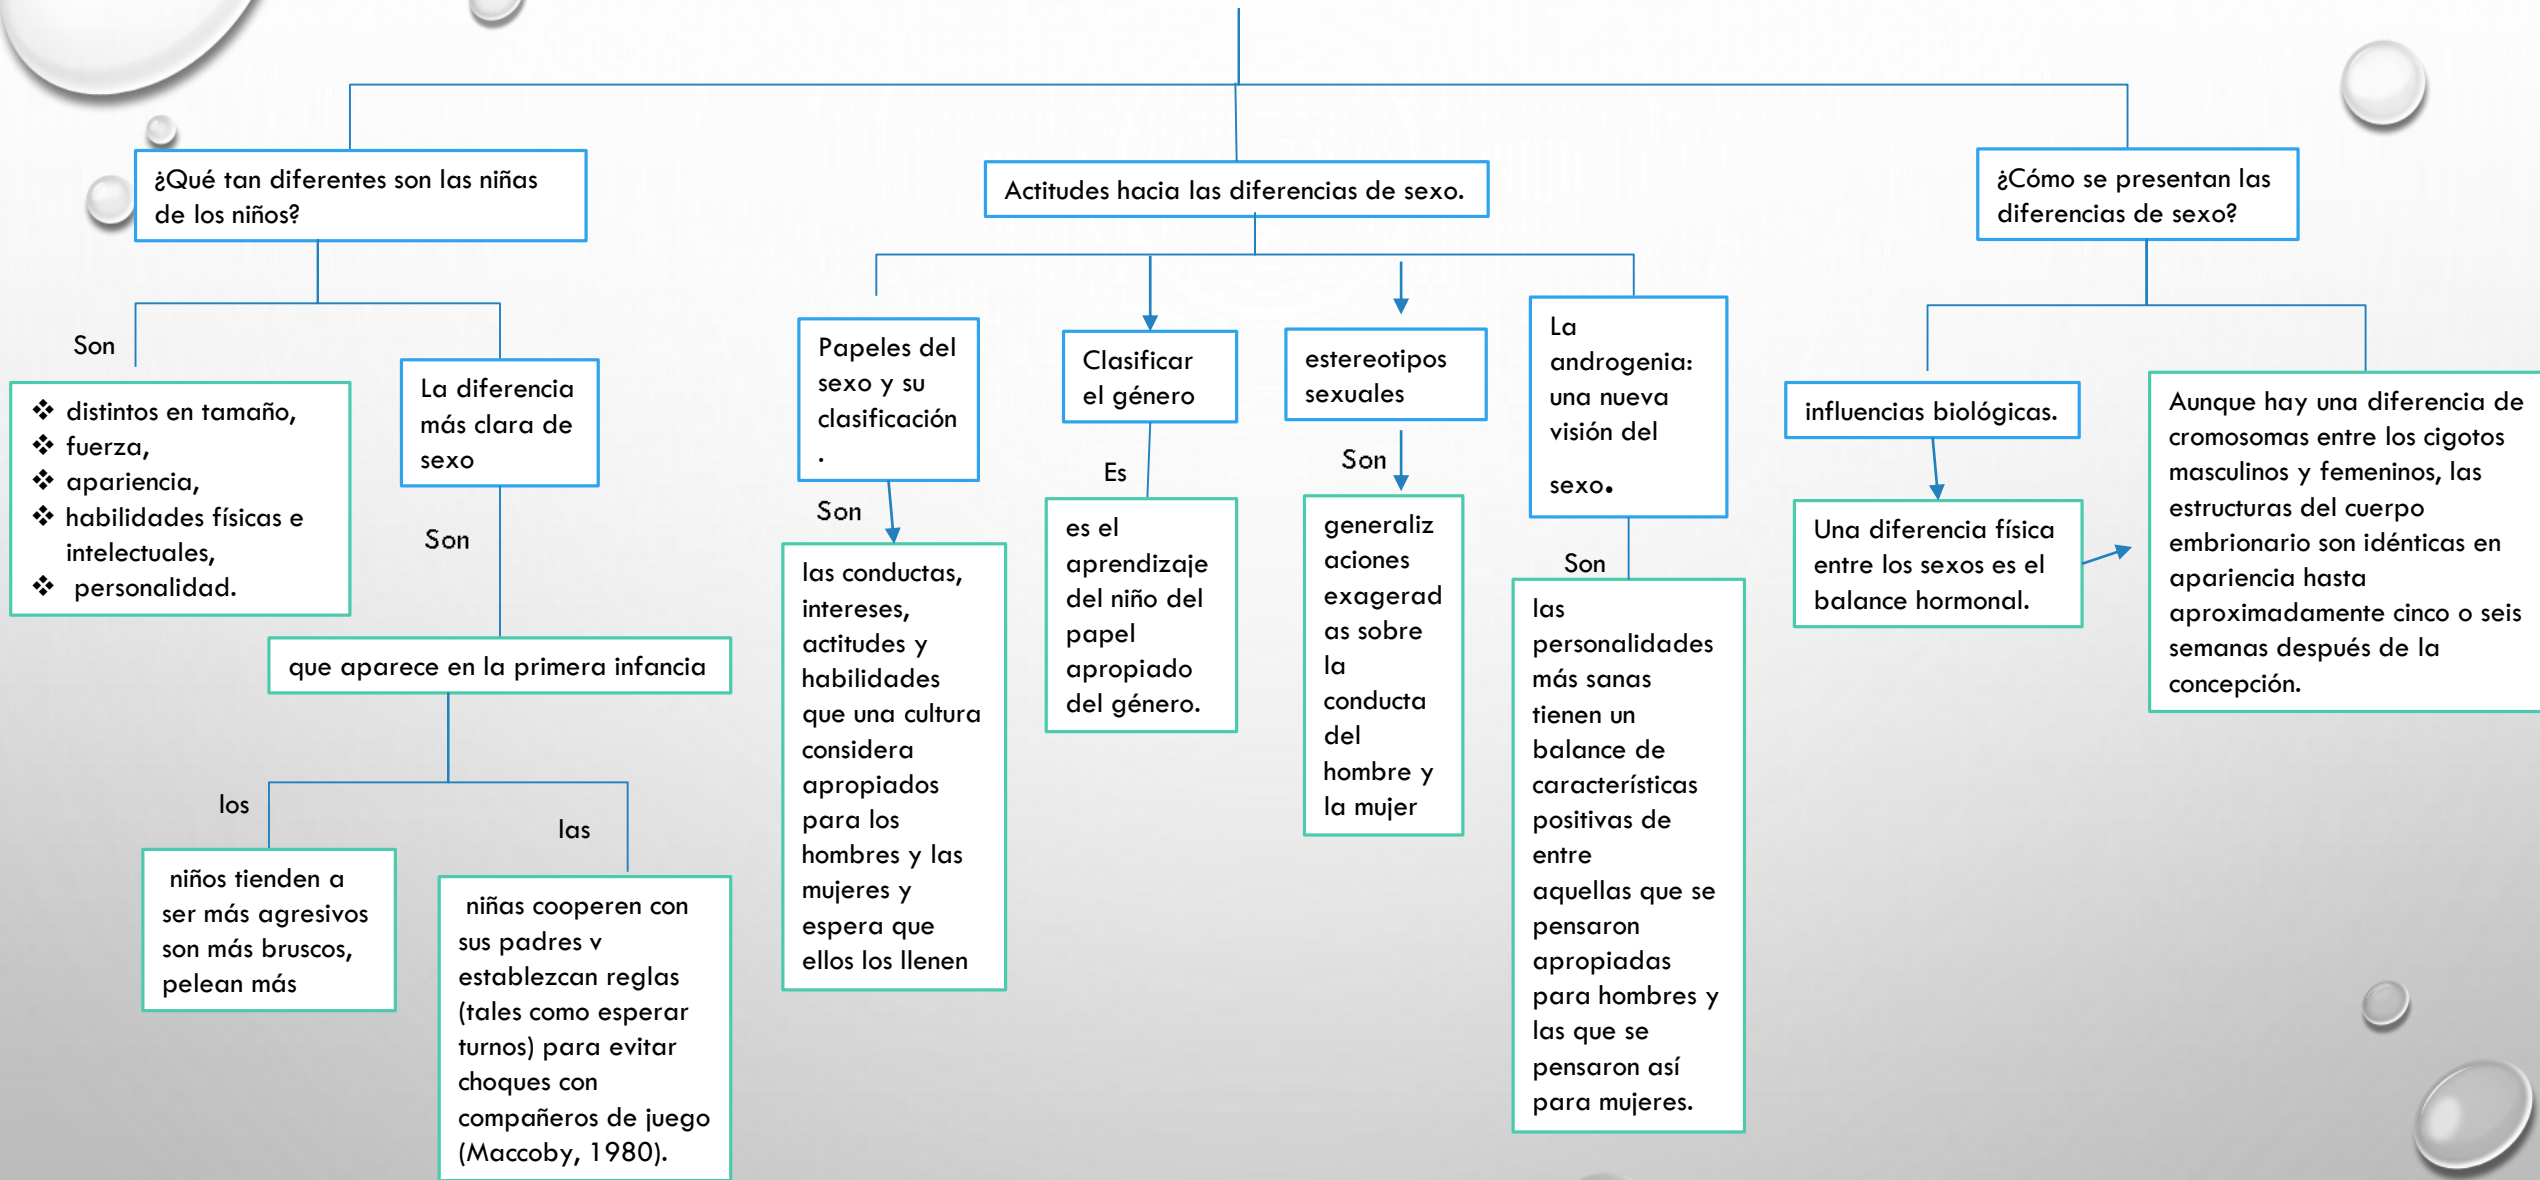 ¿Qué tan diferentes son las niñas
de los niños?
Son
❖ distintos en tamaño,
❖ fuerza,
❖ apariencia,
❖ habilidades físicas e
intelectuales,
❖ personalidad.
La diferencia
más clara de
sexo
Son
que aparece en la primera infancia
los
niños tienden a
ser más agresivos
son más bruscos,
pelean más
las
niñas cooperen con
sus padres v
establezcan reglas
(tales como esperar
turnos) para evitar
choques con
compañeros de juego
(Maccoby, 1980).
Actitudes hacia las diferencias de sexo.
Papeles del
sexo y su
clasificación
.
Son
las conductas,
intereses,
actitudes y
habilidades
que una cultura
considera
apropiados
para los
hombres y las
mujeres y
espera que
ellos los llenen
Clasificar
el género
Es
es el
aprendizaje
del niño del
papel
apropiado
del género.
estereotipos
sexuales
Son
generaliz
aciones
exagerad
as sobre
la
conducta
del
hombre y
la mujer
La
androgenia:
una nueva
visión del
sexo.
Son
las
personalidades
más sanas
tienen un
balance de
características
positivas de
entre
aquellas que se
pensaron
apropiadas
para hombres y
las que se
pensaron así
para mujeres.
¿Cómo se presentan las
diferencias de sexo?
influencias biológicas.
Una diferencia física
entre los sexos es el
balance hormonal.
Aunque hay una diferencia de
cromosomas entre los cigotos
masculinos y femeninos, las
estructuras del cuerpo
embrionario son idénticas en
apariencia hasta
aproximadamente cinco o seis
semanas después de la
concepción.